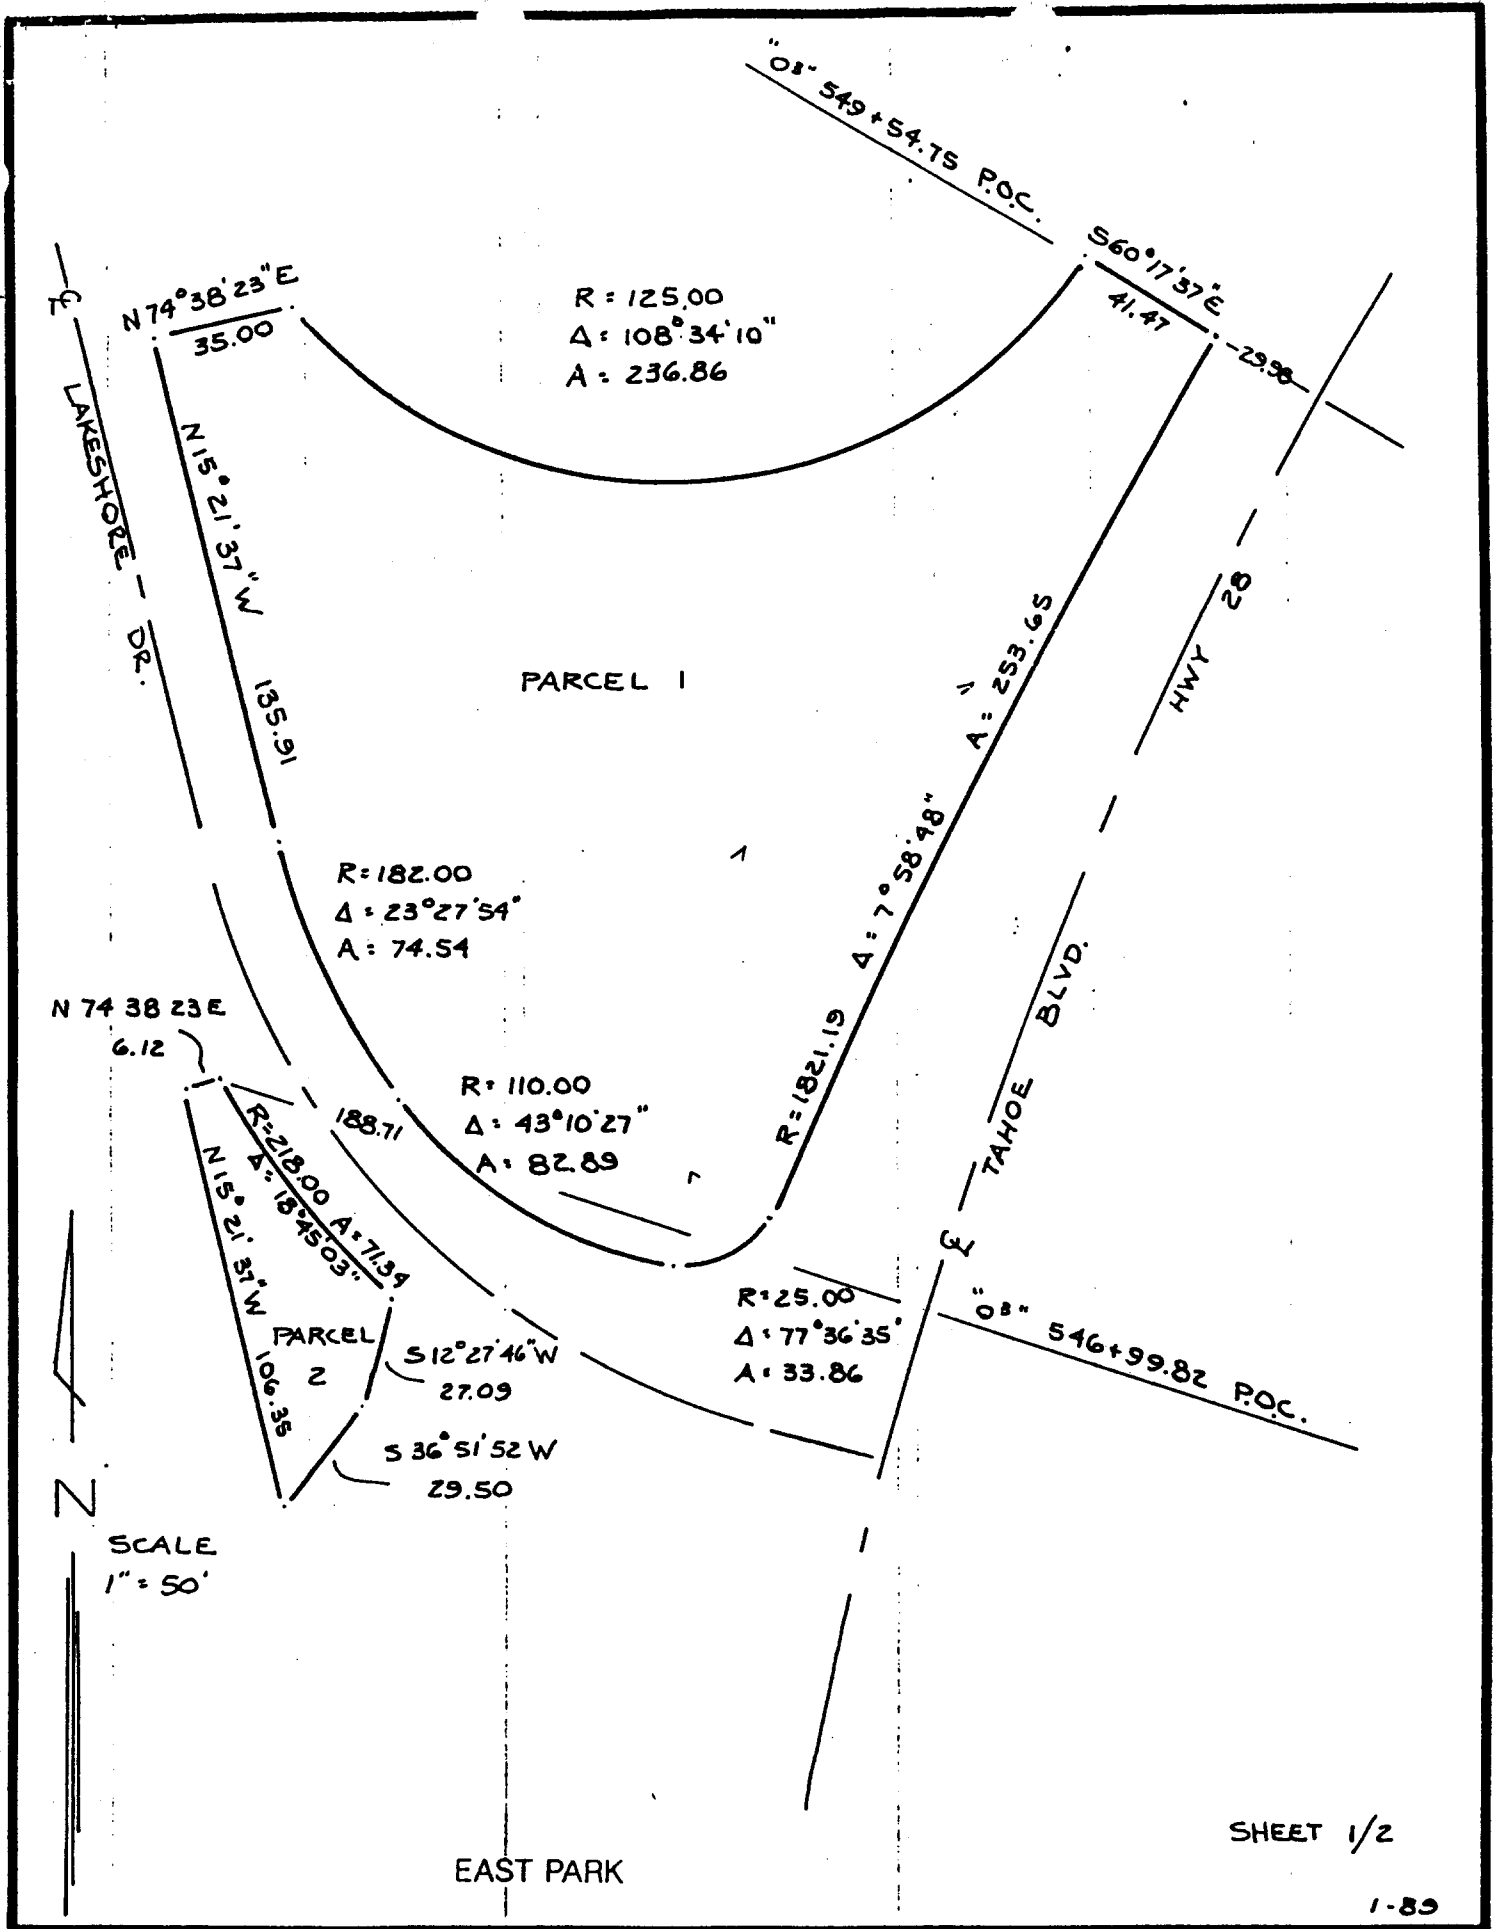 "O3" 549+54.75 P.O.C.
S60°17'37"E
41.47
29.98
N74°38'23"E
35.00
R = 125.00
Δ = 108°34'10"
A = 236.86
LAKESHORE DR.
N15°21'37"W 135.91
PARCEL 1
R=1821.19 Δ = 7°58'48" A = 253.65
HWY 28
TAHOE BLVD.
R=182.00
Δ = 23°27'54"
A = 74.54
N 74 38 23 E
6.12
188.71
R= 110.00
Δ = 43°10'27"
A = 82.89
R=218.00 A=71.34
Δ= 18°45'03"
N15°21'37"W 106.35
PARCEL
2
S12°27'46"W
27.09
S 36°51'52 W
29.50
R=25.00
Δ= 77°36'35"
A= 33.86
"O3" 546+99.82 P.O.C.
N
SCALE
1" = 50'
EAST PARK
SHEET 1/2
1-89